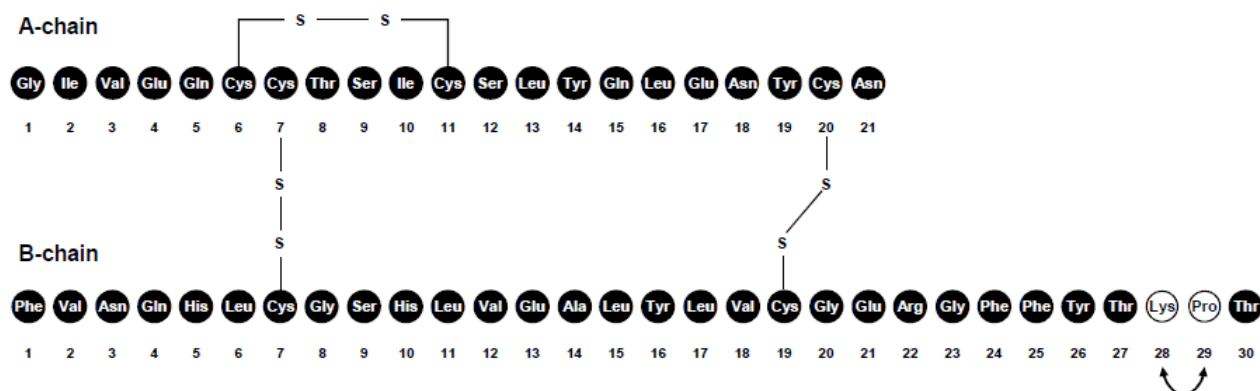 A-chain
S S
Gly Ile Val Glu Gln Cys Cys Thr Ser Ile Cys Ser Leu Tyr Gln Leu Glu Asn Tyr Cys Asn
1 2 3 4 5 6 7 8 9 10 11 12 13 14 15 16 17 18 19 20 21
S S
S S
B-chain
Phe Val Asn Gln His Leu Cys Gly Ser His Leu Val Glu Ala Leu Tyr Leu Val Cys Gly Glu Arg Gly Phe Phe Tyr Thr Lys Pro Thr
1 2 3 4 5 6 7 8 9 10 11 12 13 14 15 16 17 18 19 20 21 22 23 24 25 26 27 28 29 30